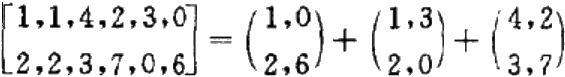 [1,1,4,2,3,0 = (1,0 + (1,3 + (4,2
2,2,3,7,0,6] 2,6) 2,0) 3,7)